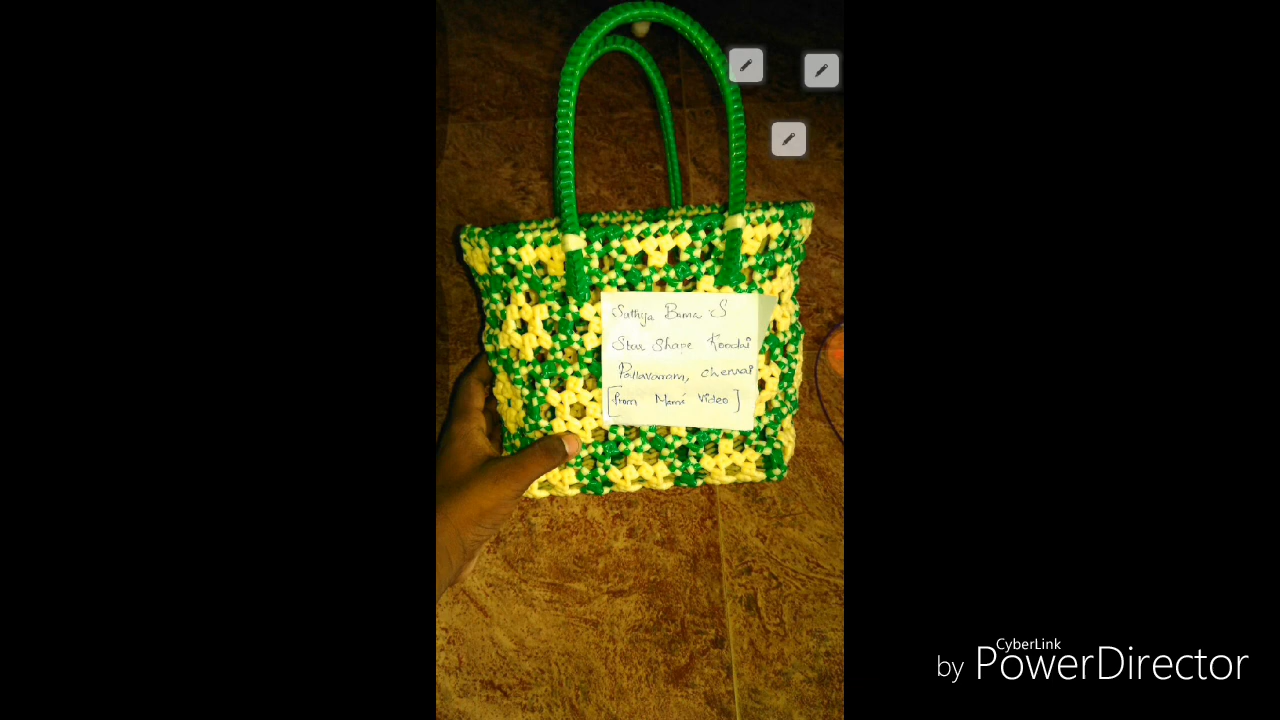 Sathya Bama S
Star Shape Koodai
Pallavaram, Chennai
[from Mami Video]
CyberLink
by PowerDirector